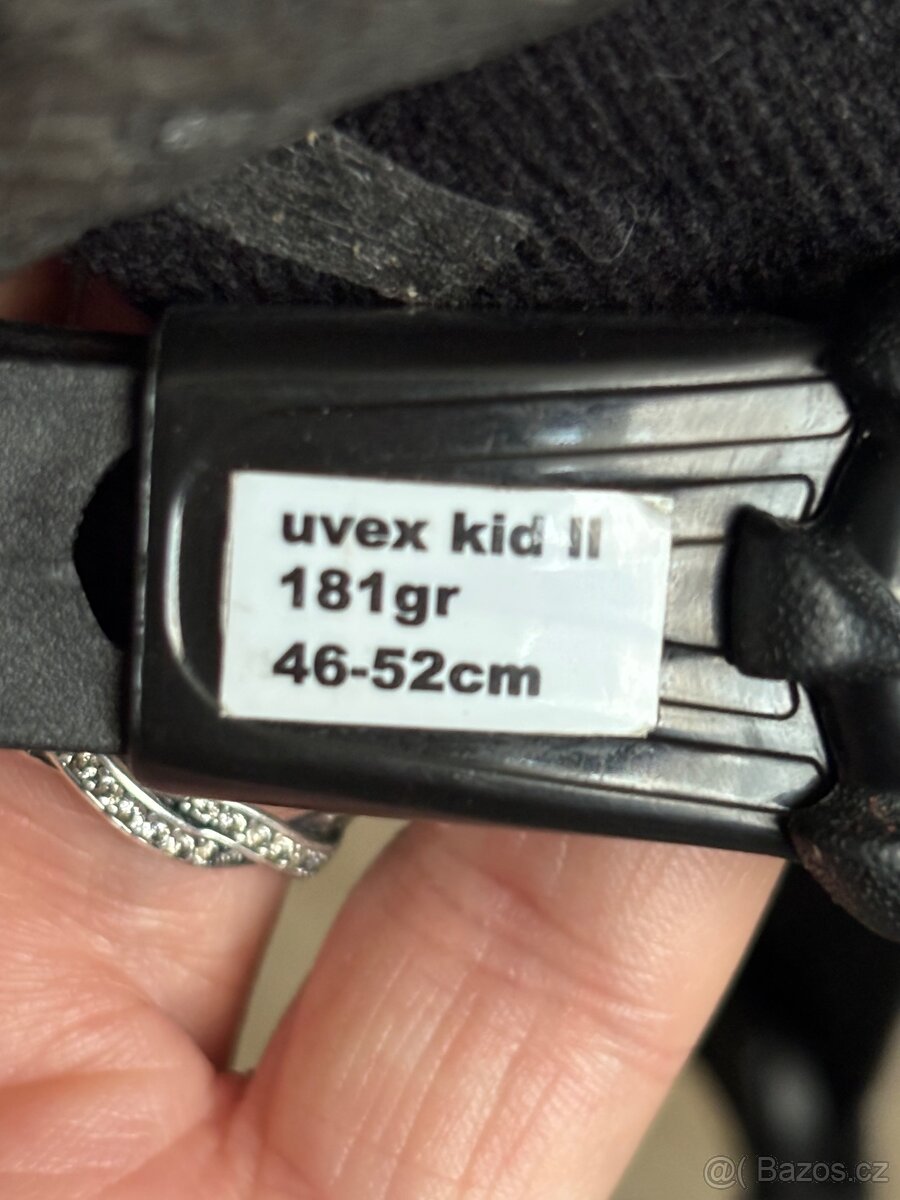 uvex kid II
181gr
46-52cm
@( Bazos.cz